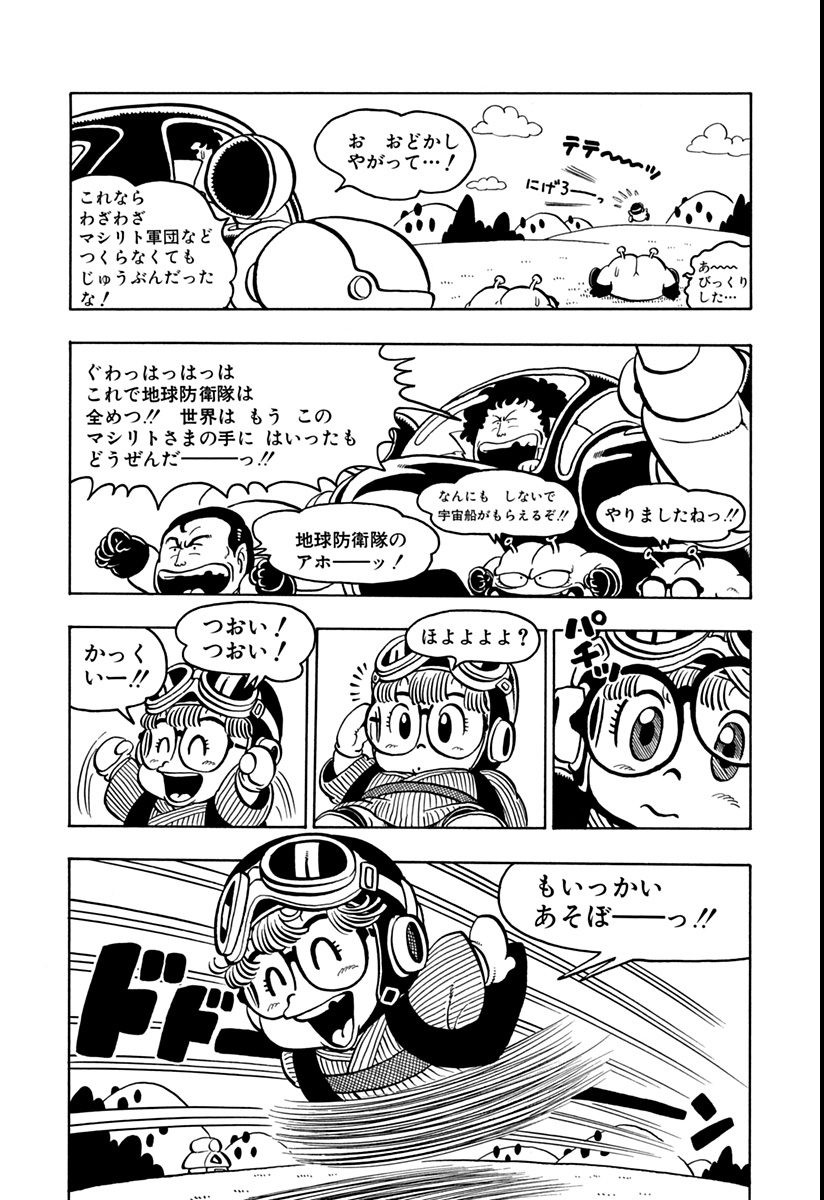 テテ〜〜ッ
にげろ——っ
お　おどかし
やがって…！
あ〜〜
びっくり
した…
これなら
わざわざ
マシリト軍団など
つくらなくても
じゅうぶんだった
な！
ぐわっはっはっは
これで地球防衛隊は
全めつ!!　世界は もう この
マシリトさまの手に はいったも
どうぜんだ———っ!!
やりましたねっ!!
なんにも　しないで
宇宙船がもらえるぞ!!
地球防衛隊の
アホ——ッ！
パチッ
ほよよよよ？
つおい！
つおい！
かっく
いー!!
もいっかい
あそぼ——っ!!
ドドーーン